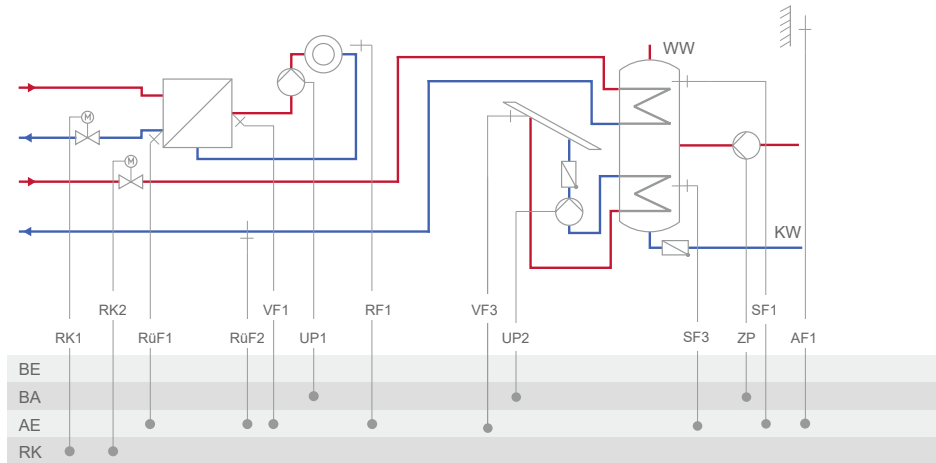 WW
M
M
KW
RK2 VF1 RF1 VF3 SF1
RK1 RüF1 RüF2 UP1 UP2 SF3 ZP AF1
BE
BA
AE
RK